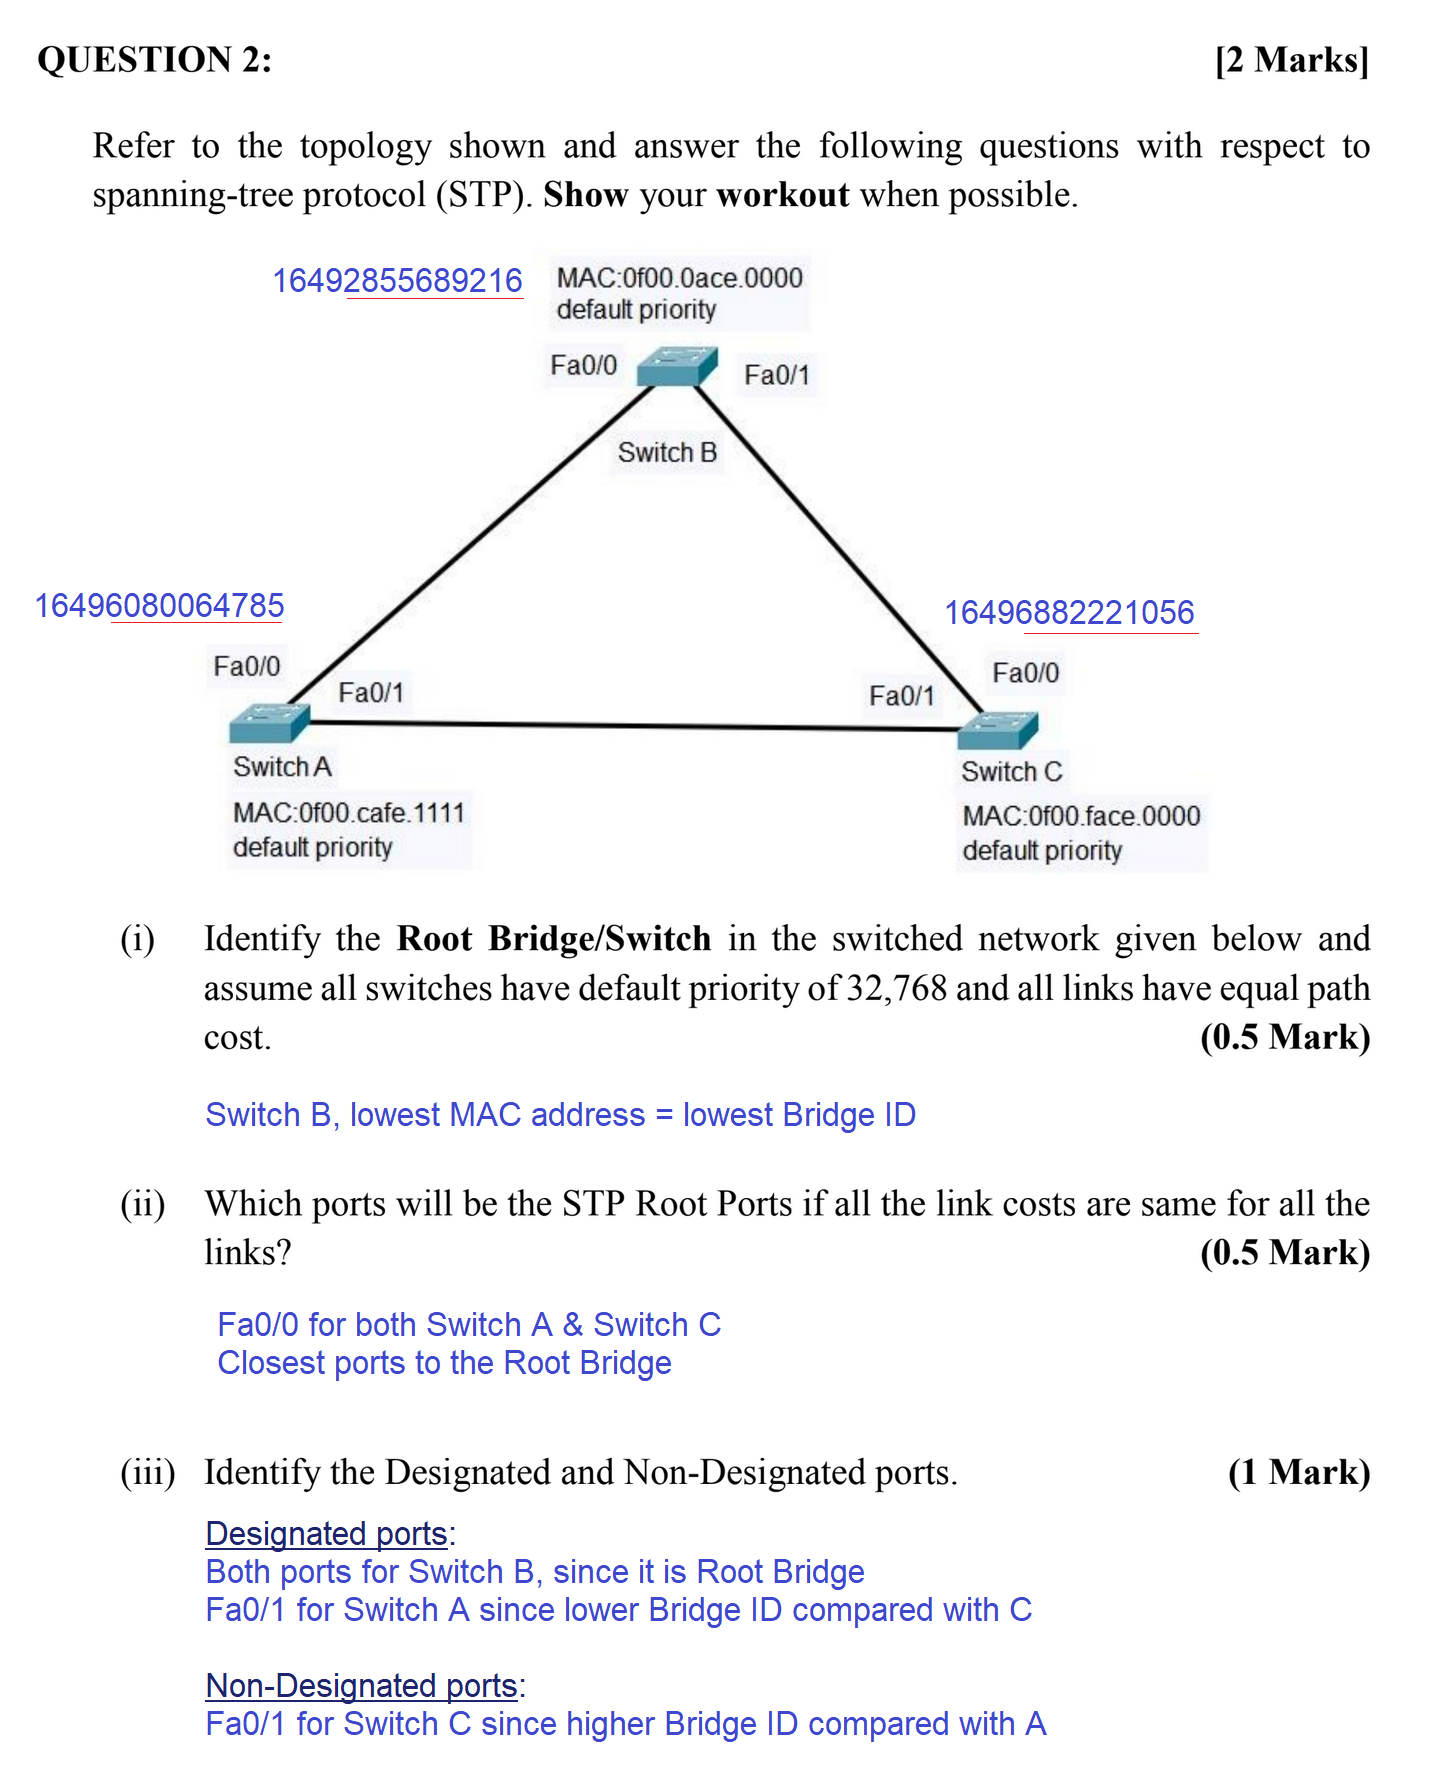 QUESTION 2: [2 Marks]
Refer to the topology shown and answer the following questions with respect to
spanning-tree protocol (STP). Show your workout when possible.
16492855689216 MAC:0f00.0ace.0000
default priority
Fa0/0 Fa0/1
Switch B
16496080064785 16496882221056
Fa0/0 Fa0/0
Fa0/1 Fa0/1
Switch A Switch C
MAC:0f00.cafe.1111 MAC:0f00.face.0000
default priority default priority
(i) Identify the Root Bridge/Switch in the switched network given below and
assume all switches have default priority of 32,768 and all links have equal path
cost. (0.5 Mark)
Switch B, lowest MAC address = lowest Bridge ID
(ii) Which ports will be the STP Root Ports if all the link costs are same for all the
links? (0.5 Mark)
Fa0/0 for both Switch A & Switch C
Closest ports to the Root Bridge
(iii) Identify the Designated and Non-Designated ports. (1 Mark)
Designated ports:
Both ports for Switch B, since it is Root Bridge
Fa0/1 for Switch A since lower Bridge ID compared with C
Non-Designated ports:
Fa0/1 for Switch C since higher Bridge ID compared with A